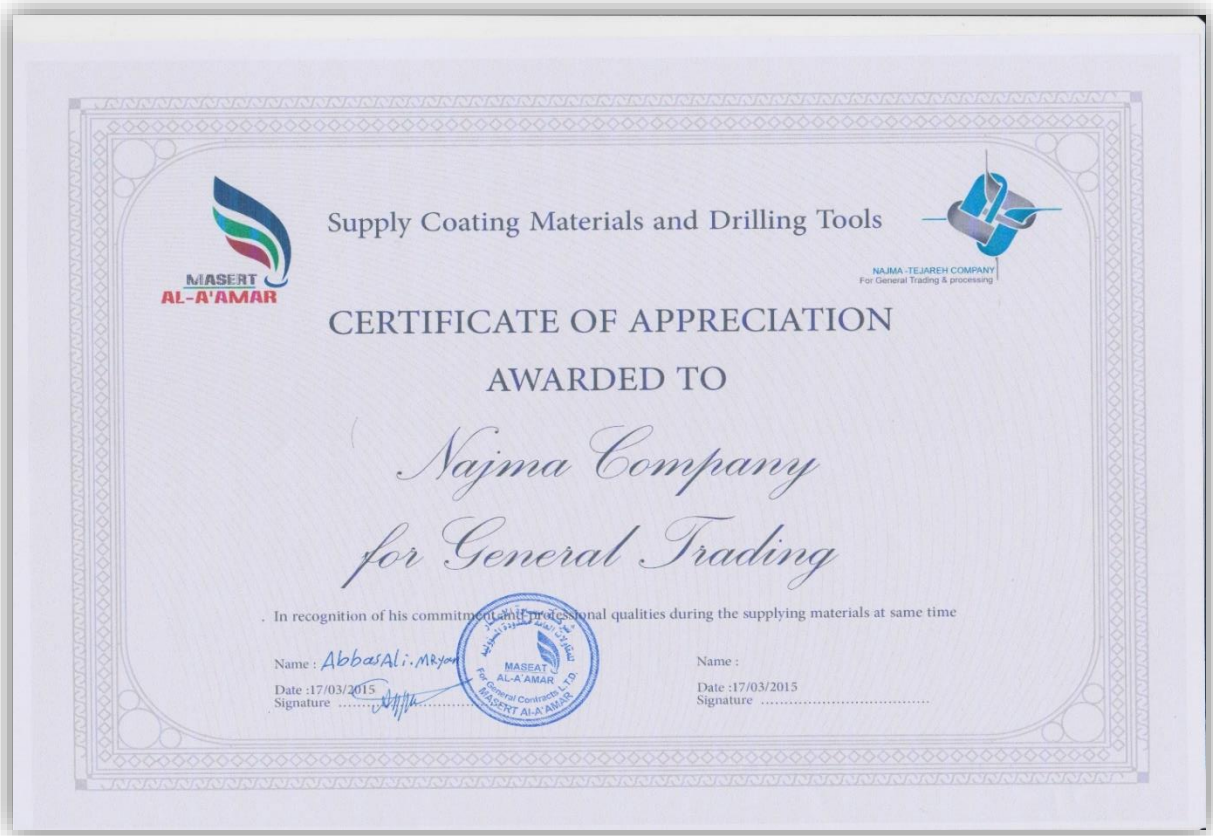 Supply Coating Materials and Drilling Tools
MASERT
AL-A'AMAR
NAJMA -TEJAREH COMPANY
For General Trading & processing
CERTIFICATE OF APPRECIATION
AWARDED TO
Najma Company
for General Trading
. In recognition of his commitment and professional qualities during the supplying materials at same time
Name : AbbasAli.MRyan
Date :17/03/2015
Signature ....................
MASEAT
AL-A'AMAR
For General Contracts L.T.D.
MASERT Al-A'AMAR
Name :
Date :17/03/2015
Signature ....................................